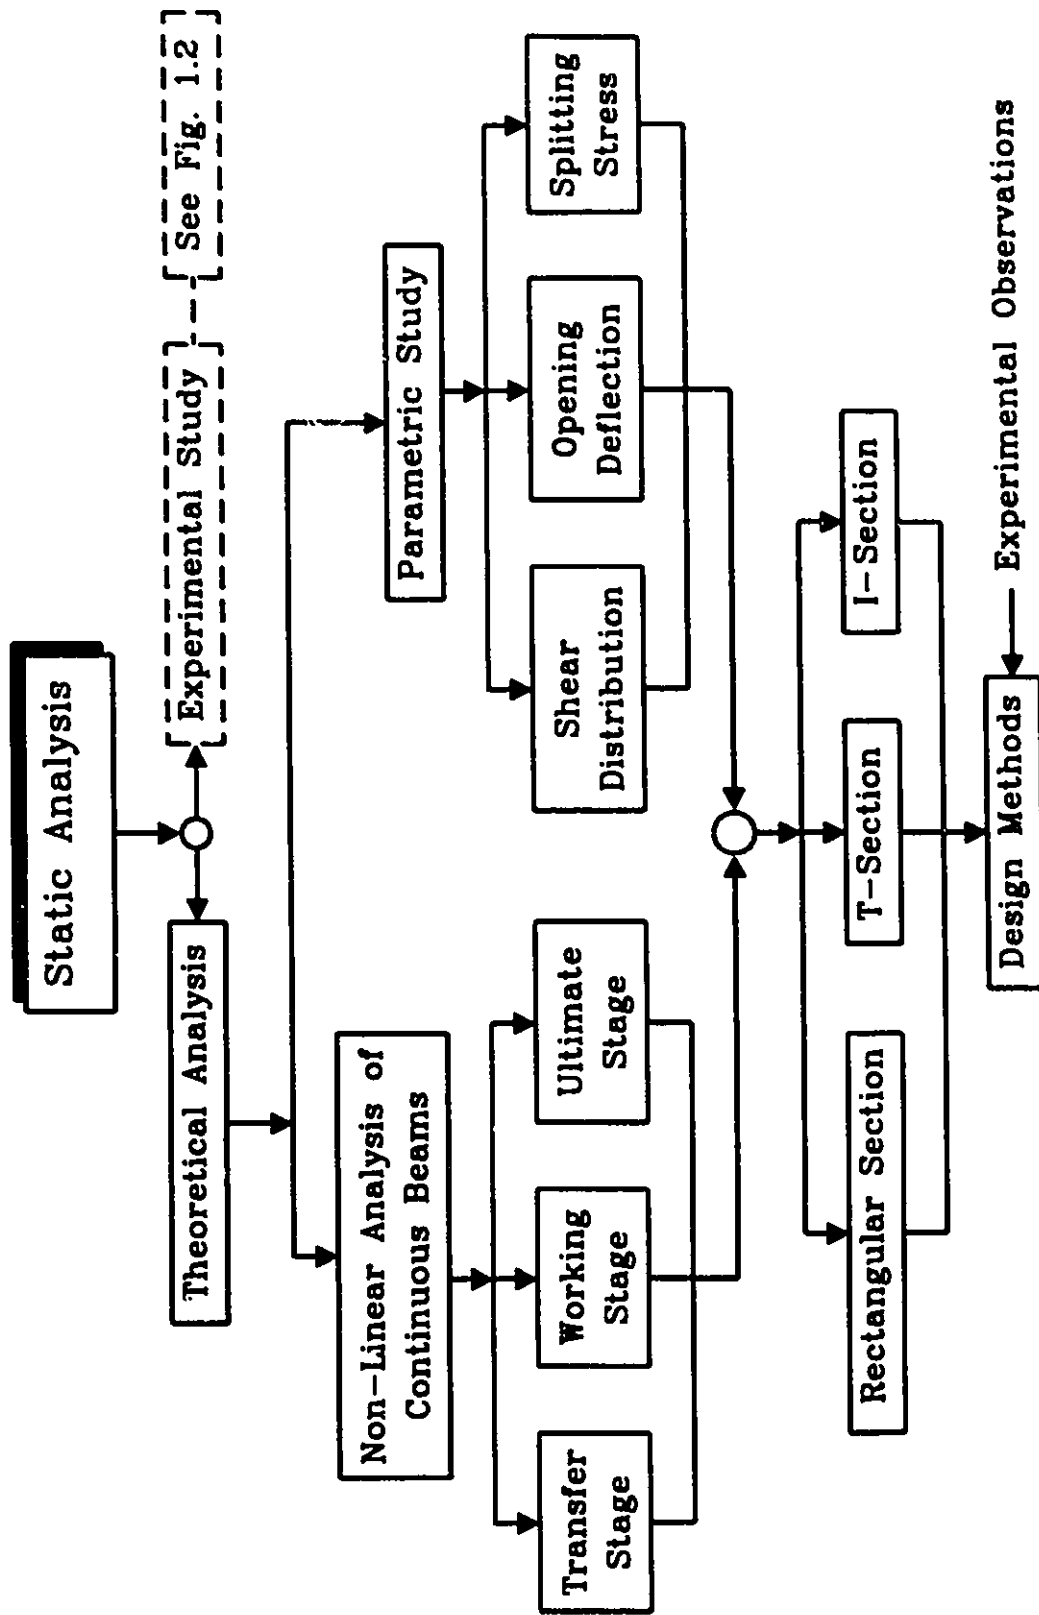 Static Analysis
Theoretical Analysis
Experimental Study
See Fig. 1.2
Non-Linear Analysis of
Continuous Beams
Parametric Study
Transfer
Stage
Working
Stage
Ultimate
Stage
Shear
Distribution
Opening
Deflection
Splitting
Stress
Rectangular Section
T-Section
I-Section
Design Methods
Experimental Observations